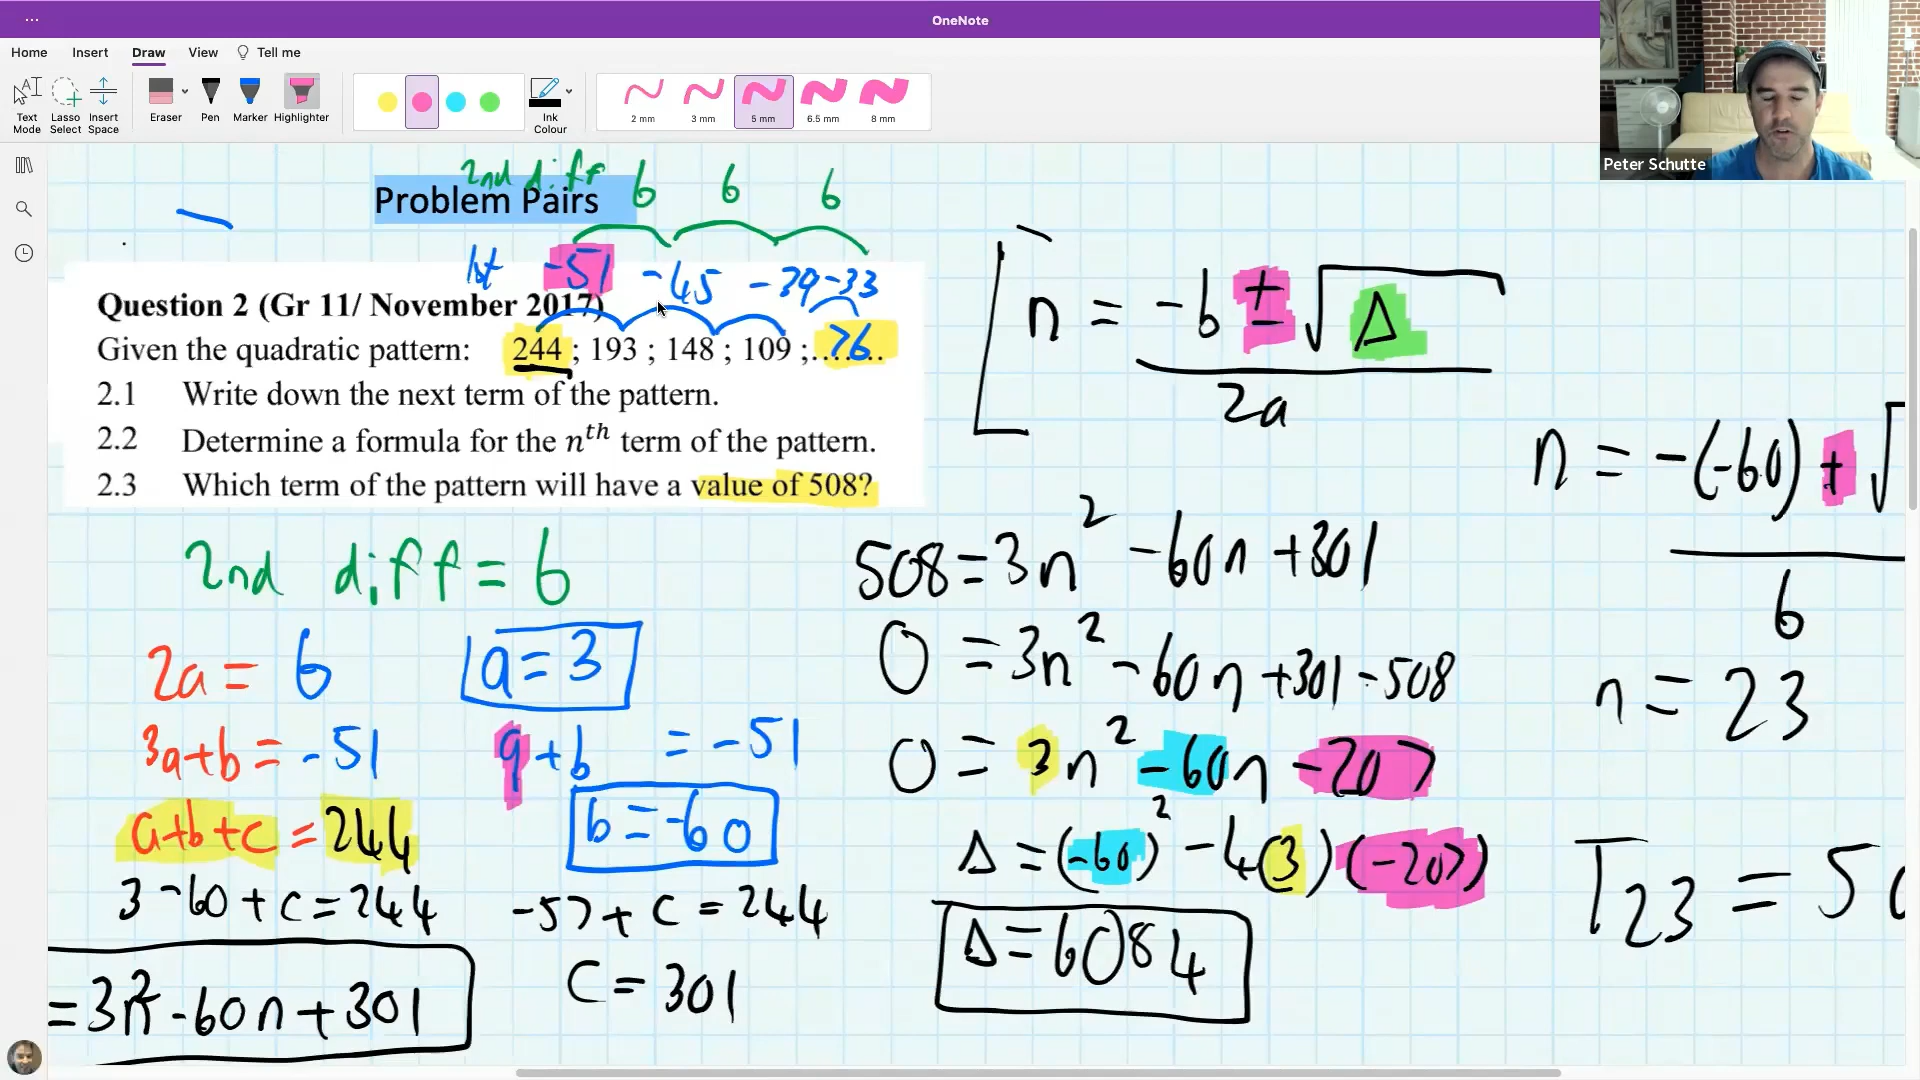 OneNote
Home Insert Draw View Tell me
Text Mode Lasso Select Insert Space Eraser Pen Marker Highlighter Ink Colour 2 mm 3 mm 5 mm 6.5 mm 8 mm
Peter Schutte
2nd diff 6 6 6
Problem Pairs
1st -51 -45 -39 -33
Question 2 (Gr 11/ November 2017)
Given the quadratic pattern: 244 ; 193 ; 148 ; 109 ;........ 76
2.1 Write down the next term of the pattern.
2.2 Determine a formula for the nᵗʰ term of the pattern.
2.3 Which term of the pattern will have a value of 508?
2nd diff = 6
2a = 6 a = 3
3a+b = -51 9+b = -51
b = -60
a+b+c = 244
3 -60 + c = 244 -57 + c = 244
c = 301
= 3n² -60n + 301
n = -b ± √Δ
2a
508 = 3n² - 60n + 301
0 = 3n² - 60n + 301 - 508
0 = 3n² - 60n - 207
Δ = (-60)² - 4(3)(-207)
Δ = 6084
n = -(-60) + √
6
n = 23
T₂₃ = 50